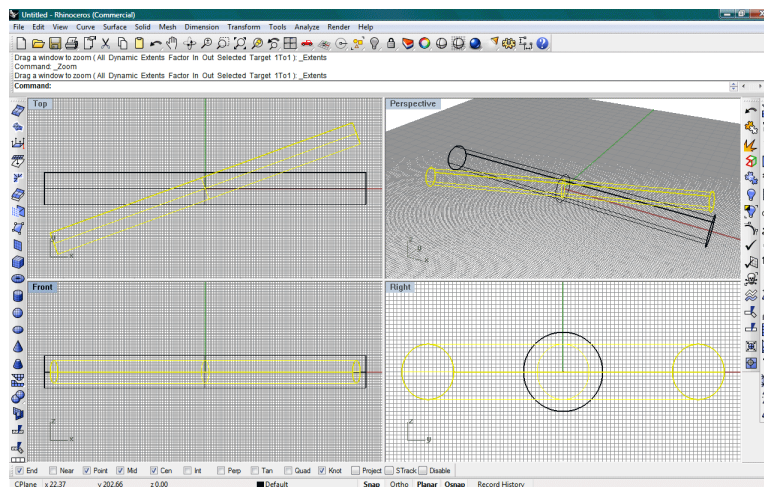 Untitled - Rhinoceros (Commercial)
File Edit View Curve Surface Solid Mesh Dimension Transform Tools Analyze Render Help
Drag a window to zoom ( All Dynamic Extents Factor In Out Selected Target 1To1 ): _Extents
Command: _Zoom
Drag a window to zoom ( All Dynamic Extents Factor In Out Selected Target 1To1 ): _Extents
Command:
Top
Perspective
y
x
z
y
x
Front
Right
z
x
z
y
End Near Point Mid Cen Int Perp Tan Quad Knot Project STrack Disable
CPlane x 22.37 y 202.66 z 0.00 Default Snap Ortho Planar Osnap Record History